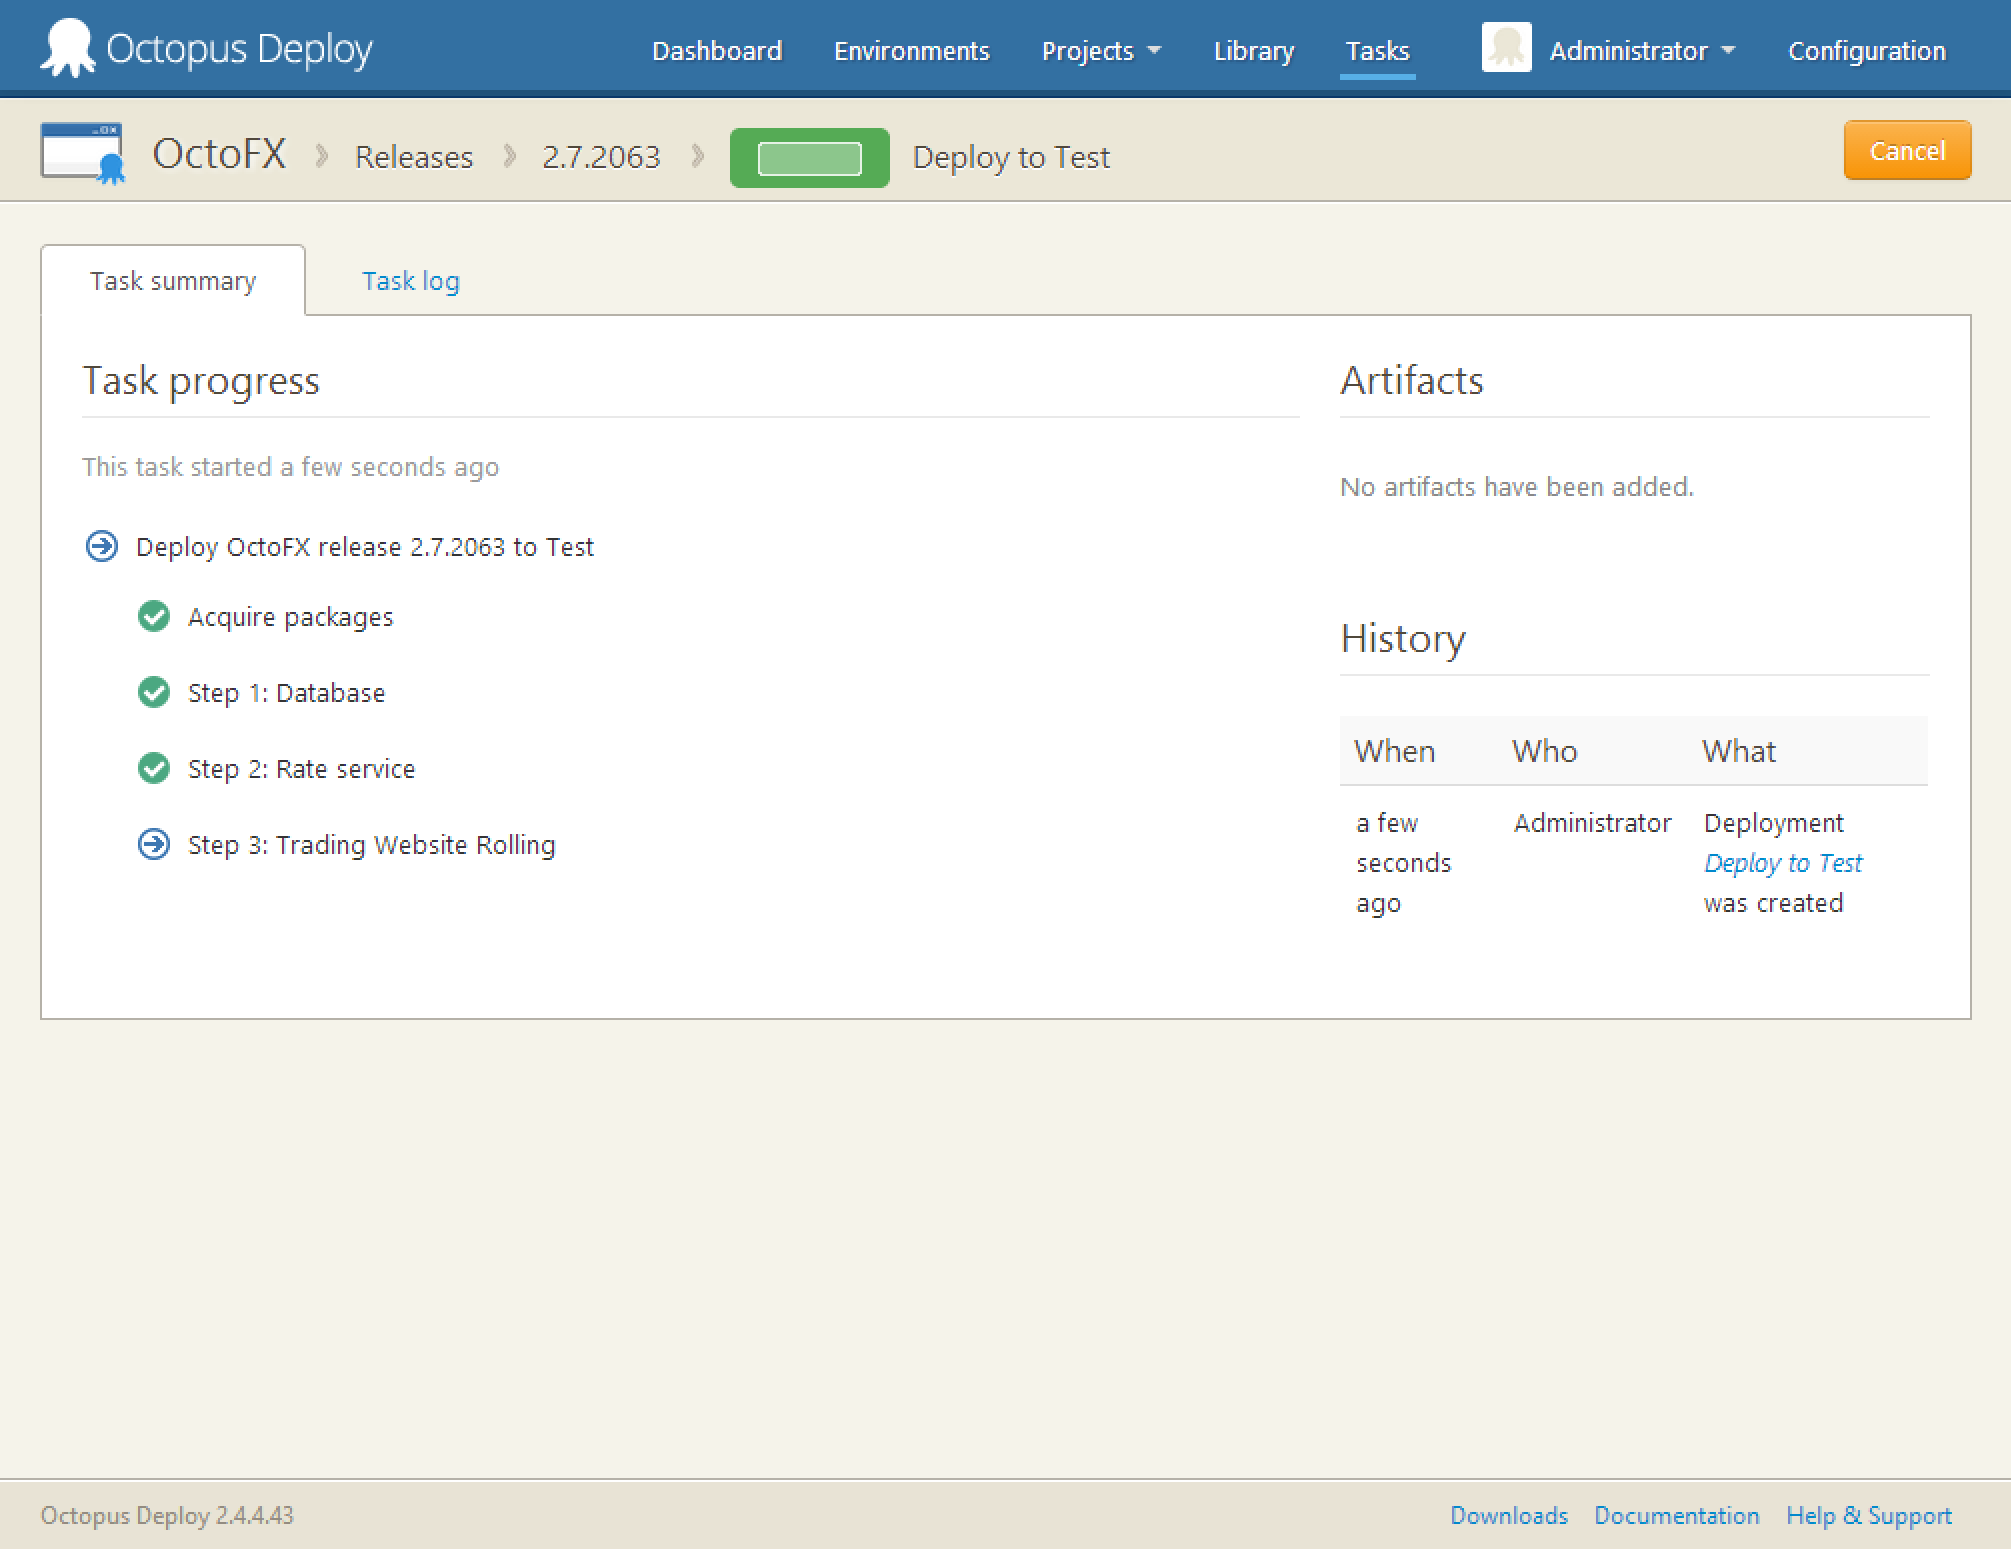 Octopus Deploy
Dashboard Environments Projects Library Tasks Administrator Configuration
OctoFX Releases 2.7.2063 Deploy to Test Cancel
Task summary Task log
Task progress
This task started a few seconds ago
Deploy OctoFX release 2.7.2063 to Test
Acquire packages
Step 1: Database
Step 2: Rate service
Step 3: Trading Website Rolling
Artifacts
No artifacts have been added.
History
When Who What
a few seconds ago Administrator Deployment Deploy to Test was created
Octopus Deploy 2.4.4.43
Downloads Documentation Help & Support